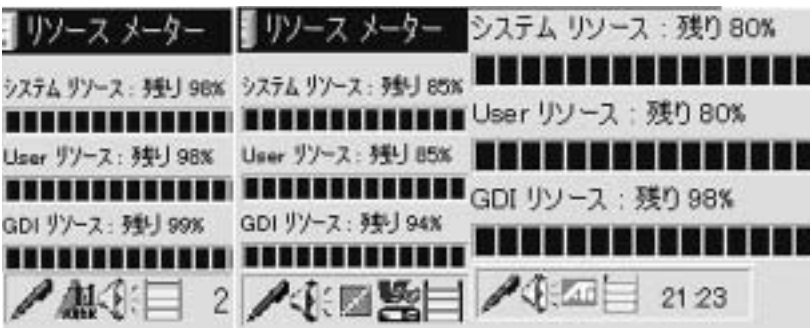 リソース メーター
システム リソース : 残り 98%
User リソース : 残り 98%
GDI リソース : 残り 99%
2
リソース メーター
システム リソース : 残り 85%
User リソース : 残り 85%
GDI リソース : 残り 94%
システム リソース : 残り 80%
User リソース : 残り 80%
GDI リソース : 残り 98%
21:23